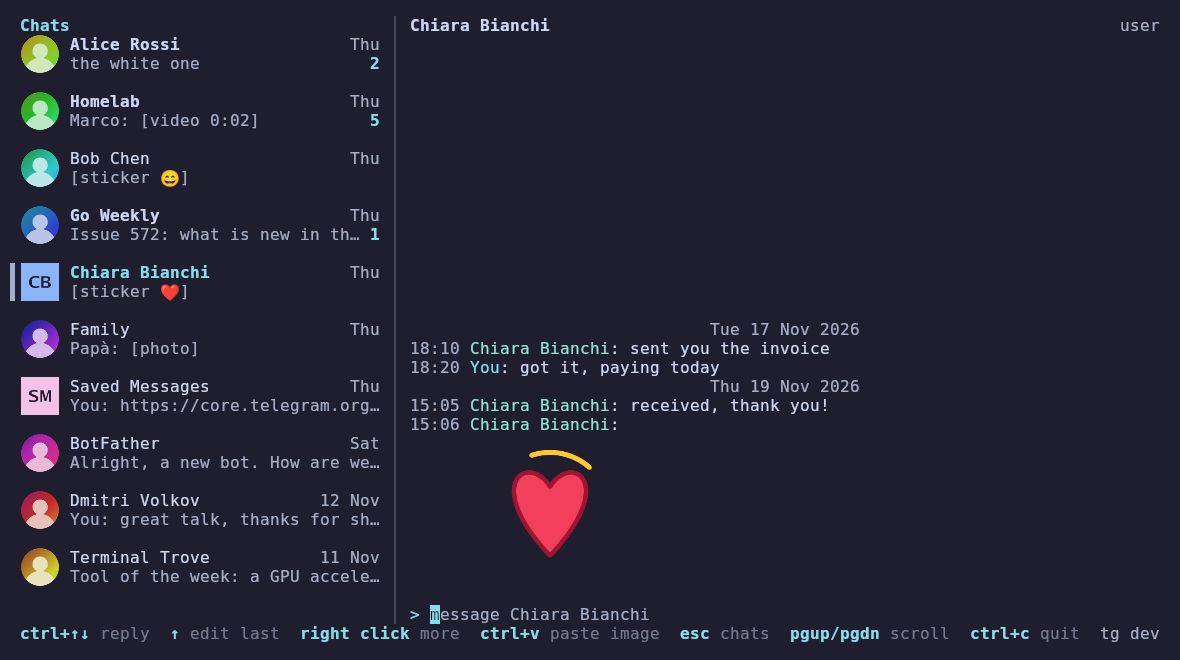 Chats
Alice Rossi Thu
the white one 2
Homelab Thu
Marco: [video 0:02] 5
Bob Chen Thu
[sticker 😄]
Go Weekly Thu
Issue 572: what is new in th… 1
CB
Chiara Bianchi Thu
[sticker ❤️]
Family Thu
Papà: [photo]
SM
Saved Messages Thu
You: https://core.telegram.org…
BotFather Sat
Alright, a new bot. How are we…
Dmitri Volkov 12 Nov
You: great talk, thanks for sh…
Terminal Trove 11 Nov
Tool of the week: a GPU accele…
Chiara Bianchi user
Tue 17 Nov 2026
18:10 Chiara Bianchi: sent you the invoice
18:20 You: got it, paying today
Thu 19 Nov 2026
15:05 Chiara Bianchi: received, thank you!
15:06 Chiara Bianchi:
> message Chiara Bianchi
ctrl+↑↓ reply ↑ edit last right click more ctrl+v paste image esc chats pgup/pgdn scroll ctrl+c quit tg dev